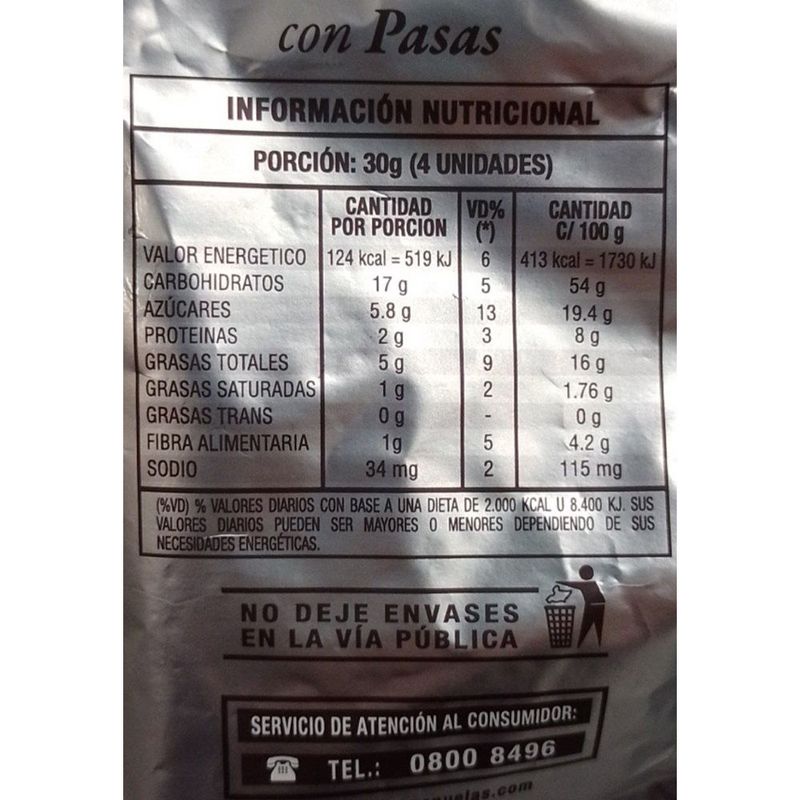 con Pasas
INFORMACIÓN NUTRICIONAL
PORCIÓN: 30g (4 UNIDADES)
CANTIDAD POR PORCION VD% (*) CANTIDAD C/ 100 g
VALOR ENERGETICO 124 kcal = 519 kJ 6 413 kcal = 1730 kJ
CARBOHIDRATOS 17 g 5 54 g
AZÚCARES 5.8 g 13 19.4 g
PROTEINAS 2 g 3 8 g
GRASAS TOTALES 5 g 9 16 g
GRASAS SATURADAS 1 g 2 1.76 g
GRASAS TRANS 0 g - 0 g
FIBRA ALIMENTARIA 1g 5 4.2 g
SODIO 34 mg 2 115 mg
(%VD) % VALORES DIARIOS CON BASE A UNA DIETA DE 2.000 KCAL U 8.400 KJ. SUS
VALORES DIARIOS PUEDEN SER MAYORES O MENORES DEPENDIENDO DE SUS
NECESIDADES ENERGÉTICAS.
NO DEJE ENVASES
EN LA VÍA PÚBLICA
SERVICIO DE ATENCIÓN AL CONSUMIDOR:
TEL.: 0800 8496